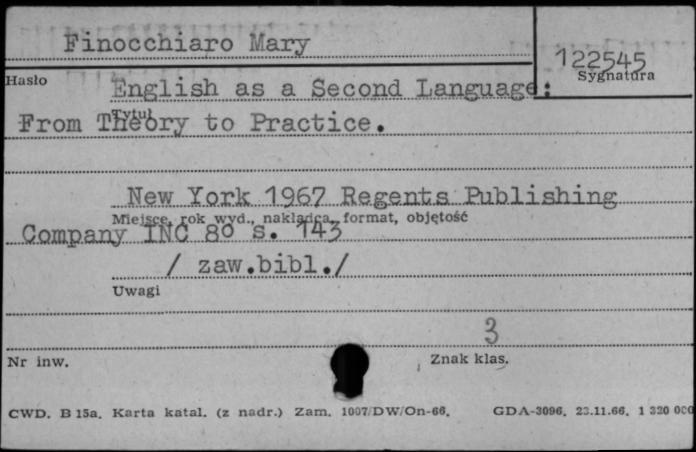 Finocchiaro Mary
122545
Hasło
Sygnatura
English as a Second Language:
Tytuł
From Theory to Practice.
New York 1967 Regents Publishing
Miejsce, rok wyd., nakładca, format, objętość
Company INC 8o s. 143
/ zaw.bibl./
Uwagi
3
Nr inw.
Znak klas.
CWD. B 15a. Karta katal. (z nadr.) Zam. 1007/DW/On-66. GDA-3096. 23.11.66. 1 320 000